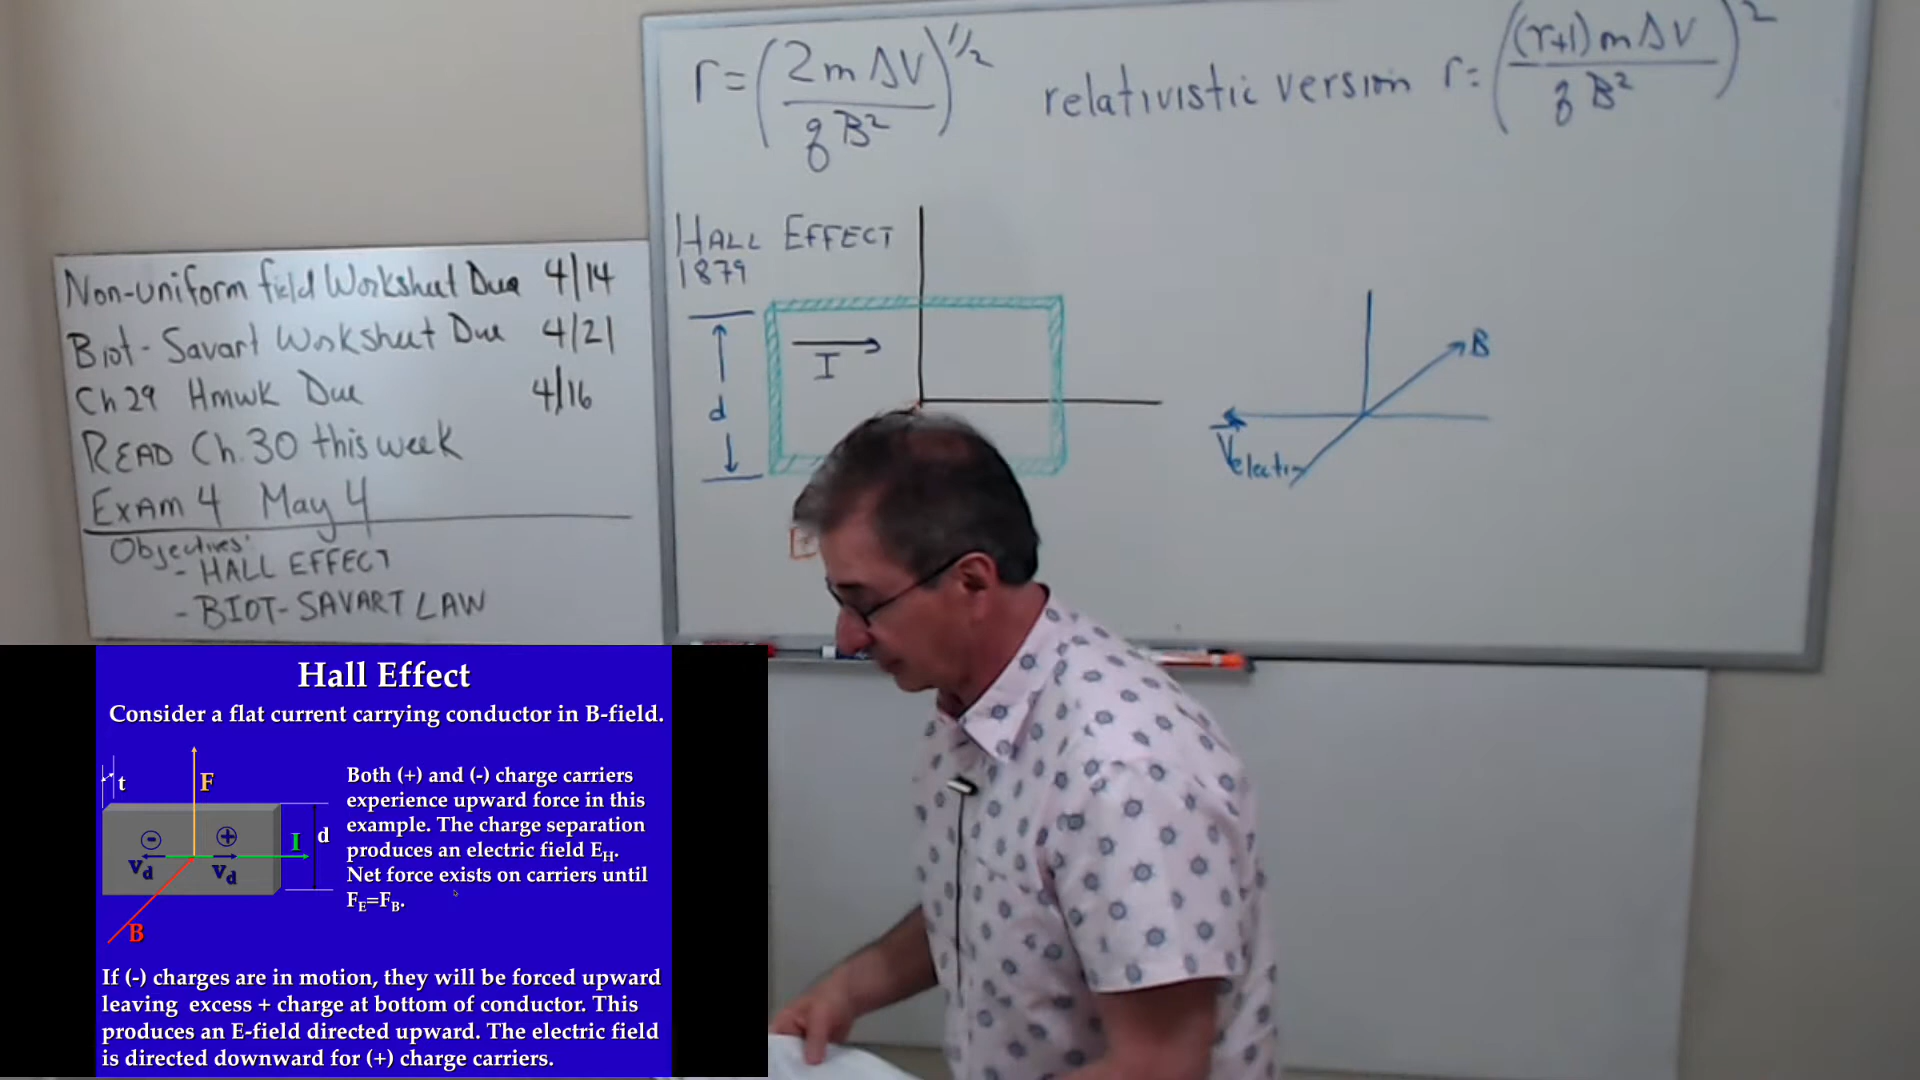 r = (2mΔV / qB²)^1/2 relativistic version r = ((r+1)mΔV / qB²)²
HALL EFFECT
1879
I
d
B
Non-uniform field Worksheet Due 4/14
Biot-Savart Worksheet Due 4/21
Ch 29 Hmwk Due 4/16
READ Ch. 30 this week
EXAM 4 May 4
Objectives:
- HALL EFFECT
- BIOT-SAVART LAW
Hall Effect
Consider a flat current carrying conductor in B-field.
t
F
I
d
vd
vd
B
Both (+) and (-) charge carriers
experience upward force in this
example. The charge separation
produces an electric field EH.
Net force exists on carriers until
FE=FB.
If (-) charges are in motion, they will be forced upward
leaving excess + charge at bottom of conductor. This
produces an E-field directed upward. The electric field
is directed downward for (+) charge carriers.